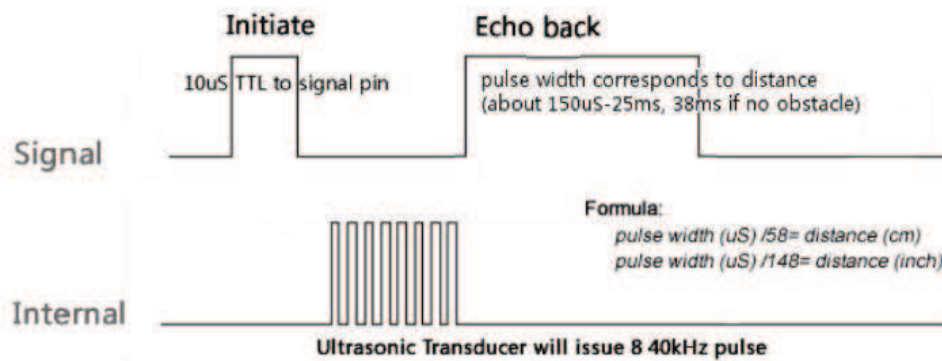 Initiate
Echo back
10uS TTL to signal pin
pulse width corresponds to distance
(about 150uS-25ms, 38ms if no obstacle)
Signal
Formula:
pulse width (uS) /58= distance (cm)
pulse width (uS) /148= distance (inch)
Internal
Ultrasonic Transducer will issue 8 40kHz pulse